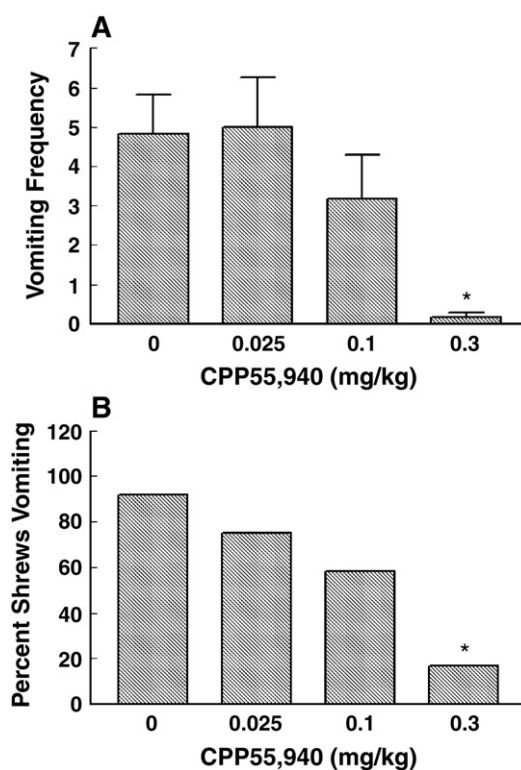 A
Vomiting Frequency
7
6
5
4
3
2
1
0
*
0 0.025 0.1 0.3
CPP55,940 (mg/kg)
B
Percent Shrews Vomiting
120
100
80
60
40
20
0
*
0 0.025 0.1 0.3
CPP55,940 (mg/kg)